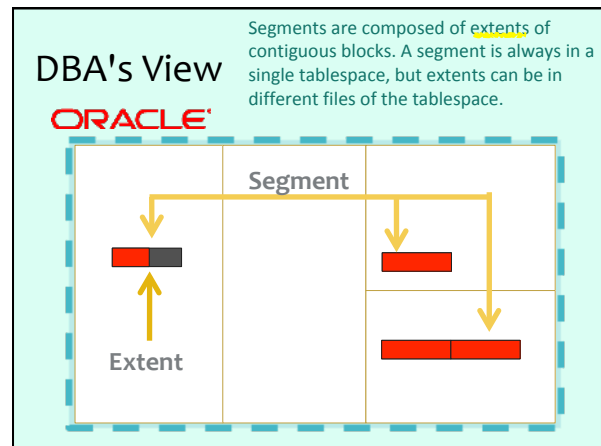 Segments are composed of extents of
contiguous blocks. A segment is always in a
single tablespace, but extents can be in
different files of the tablespace.
DBA's View
ORACLE
Segment
Extent